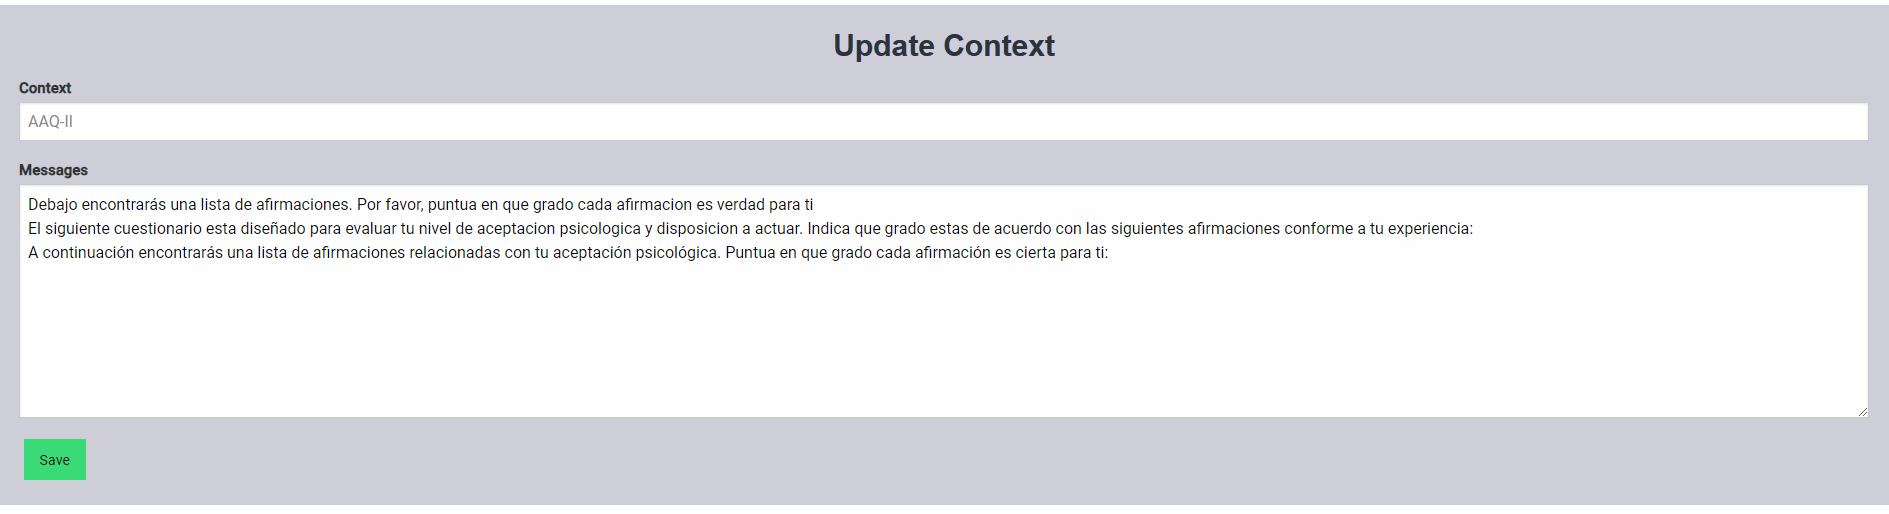 Update Context
Context
AAQ-II
Messages
Debajo encontrarás una lista de afirmaciones. Por favor, puntua en que grado cada afirmacion es verdad para ti
El siguiente cuestionario esta diseñado para evaluar tu nivel de aceptacion psicologica y disposicion a actuar. Indica que grado estas de acuerdo con las siguientes afirmaciones conforme a tu experiencia:
A continuación encontrarás una lista de afirmaciones relacionadas con tu aceptación psicológica. Puntua en que grado cada afirmación es cierta para ti:
Save